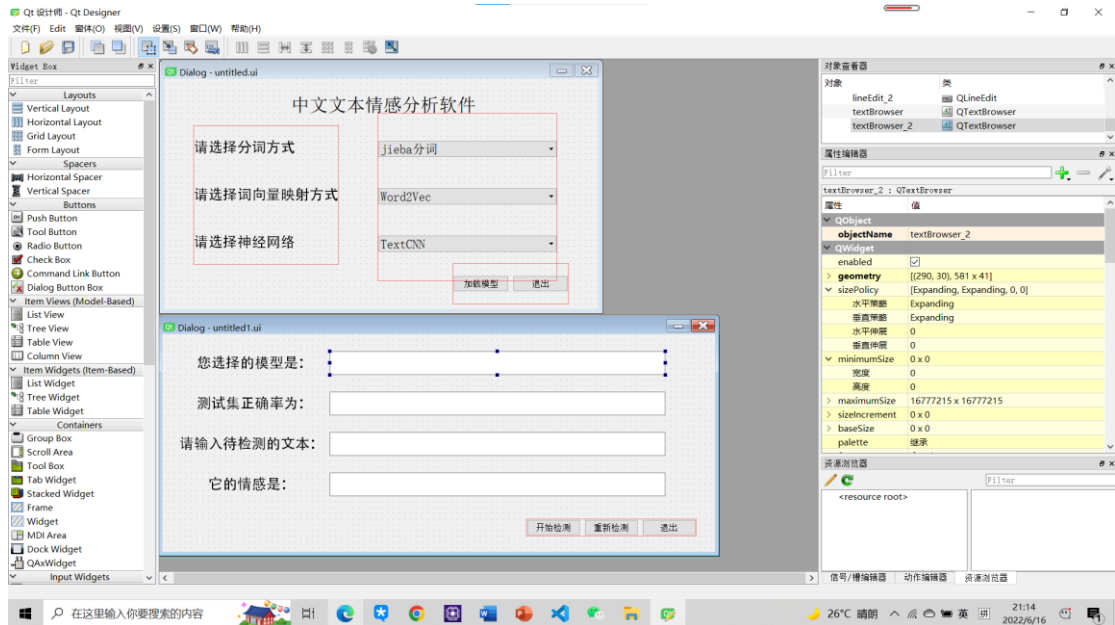 Qt 设计师 - Qt Designer
文件(F) Edit 窗体(O) 视图(V) 设置(S) 窗口(W) 帮助(H)
Widget Box
Filter
Layouts
Vertical Layout
Horizontal Layout
Grid Layout
Form Layout
Spacers
Horizontal Spacer
Vertical Spacer
Buttons
Push Button
Tool Button
Radio Button
Check Box
Command Link Button
Dialog Button Box
Item Views (Model-Based)
List View
Tree View
Table View
Column View
Item Widgets (Item-Based)
List Widget
Tree Widget
Table Widget
Containers
Group Box
Scroll Area
Tool Box
Tab Widget
Stacked Widget
Frame
Widget
MDI Area
Dock Widget
QAxWidget
Input Widgets
Dialog - untitled.ui
中文文本情感分析软件
请选择分词方式
jieba分词
请选择词向量映射方式
Word2Vec
请选择神经网络
TextCNN
加载模型 退出
Dialog - untitled1.ui
您选择的模型是:
测试集正确率为:
请输入待检测的文本:
它的情感是:
开始检测 重新检测 退出
对象查看器
对象 类
lineEdit_2 QLineEdit
textBrowser QTextBrowser
textBrowser_2 QTextBrowser
属性编辑器
Filter
textBrowser_2 : QTextBrowser
属性 值
QObject
objectName textBrowser_2
QWidget
enabled
geometry [(290, 30), 581 x 41]
sizePolicy [Expanding, Expanding, 0, 0]
水平策略 Expanding
垂直策略 Expanding
水平伸展 0
垂直伸展 0
minimumSize 0 x 0
宽度 0
高度 0
maximumSize 16777215 x 16777215
sizeIncrement 0 x 0
baseSize 0 x 0
palette 继承
资源浏览器
Filter
<resource root>
信号/槽编辑器 动作编辑器 资源浏览器
在这里输入你要搜索的内容
26°C 晴朗
英
拼
21:14
2022/6/16
1